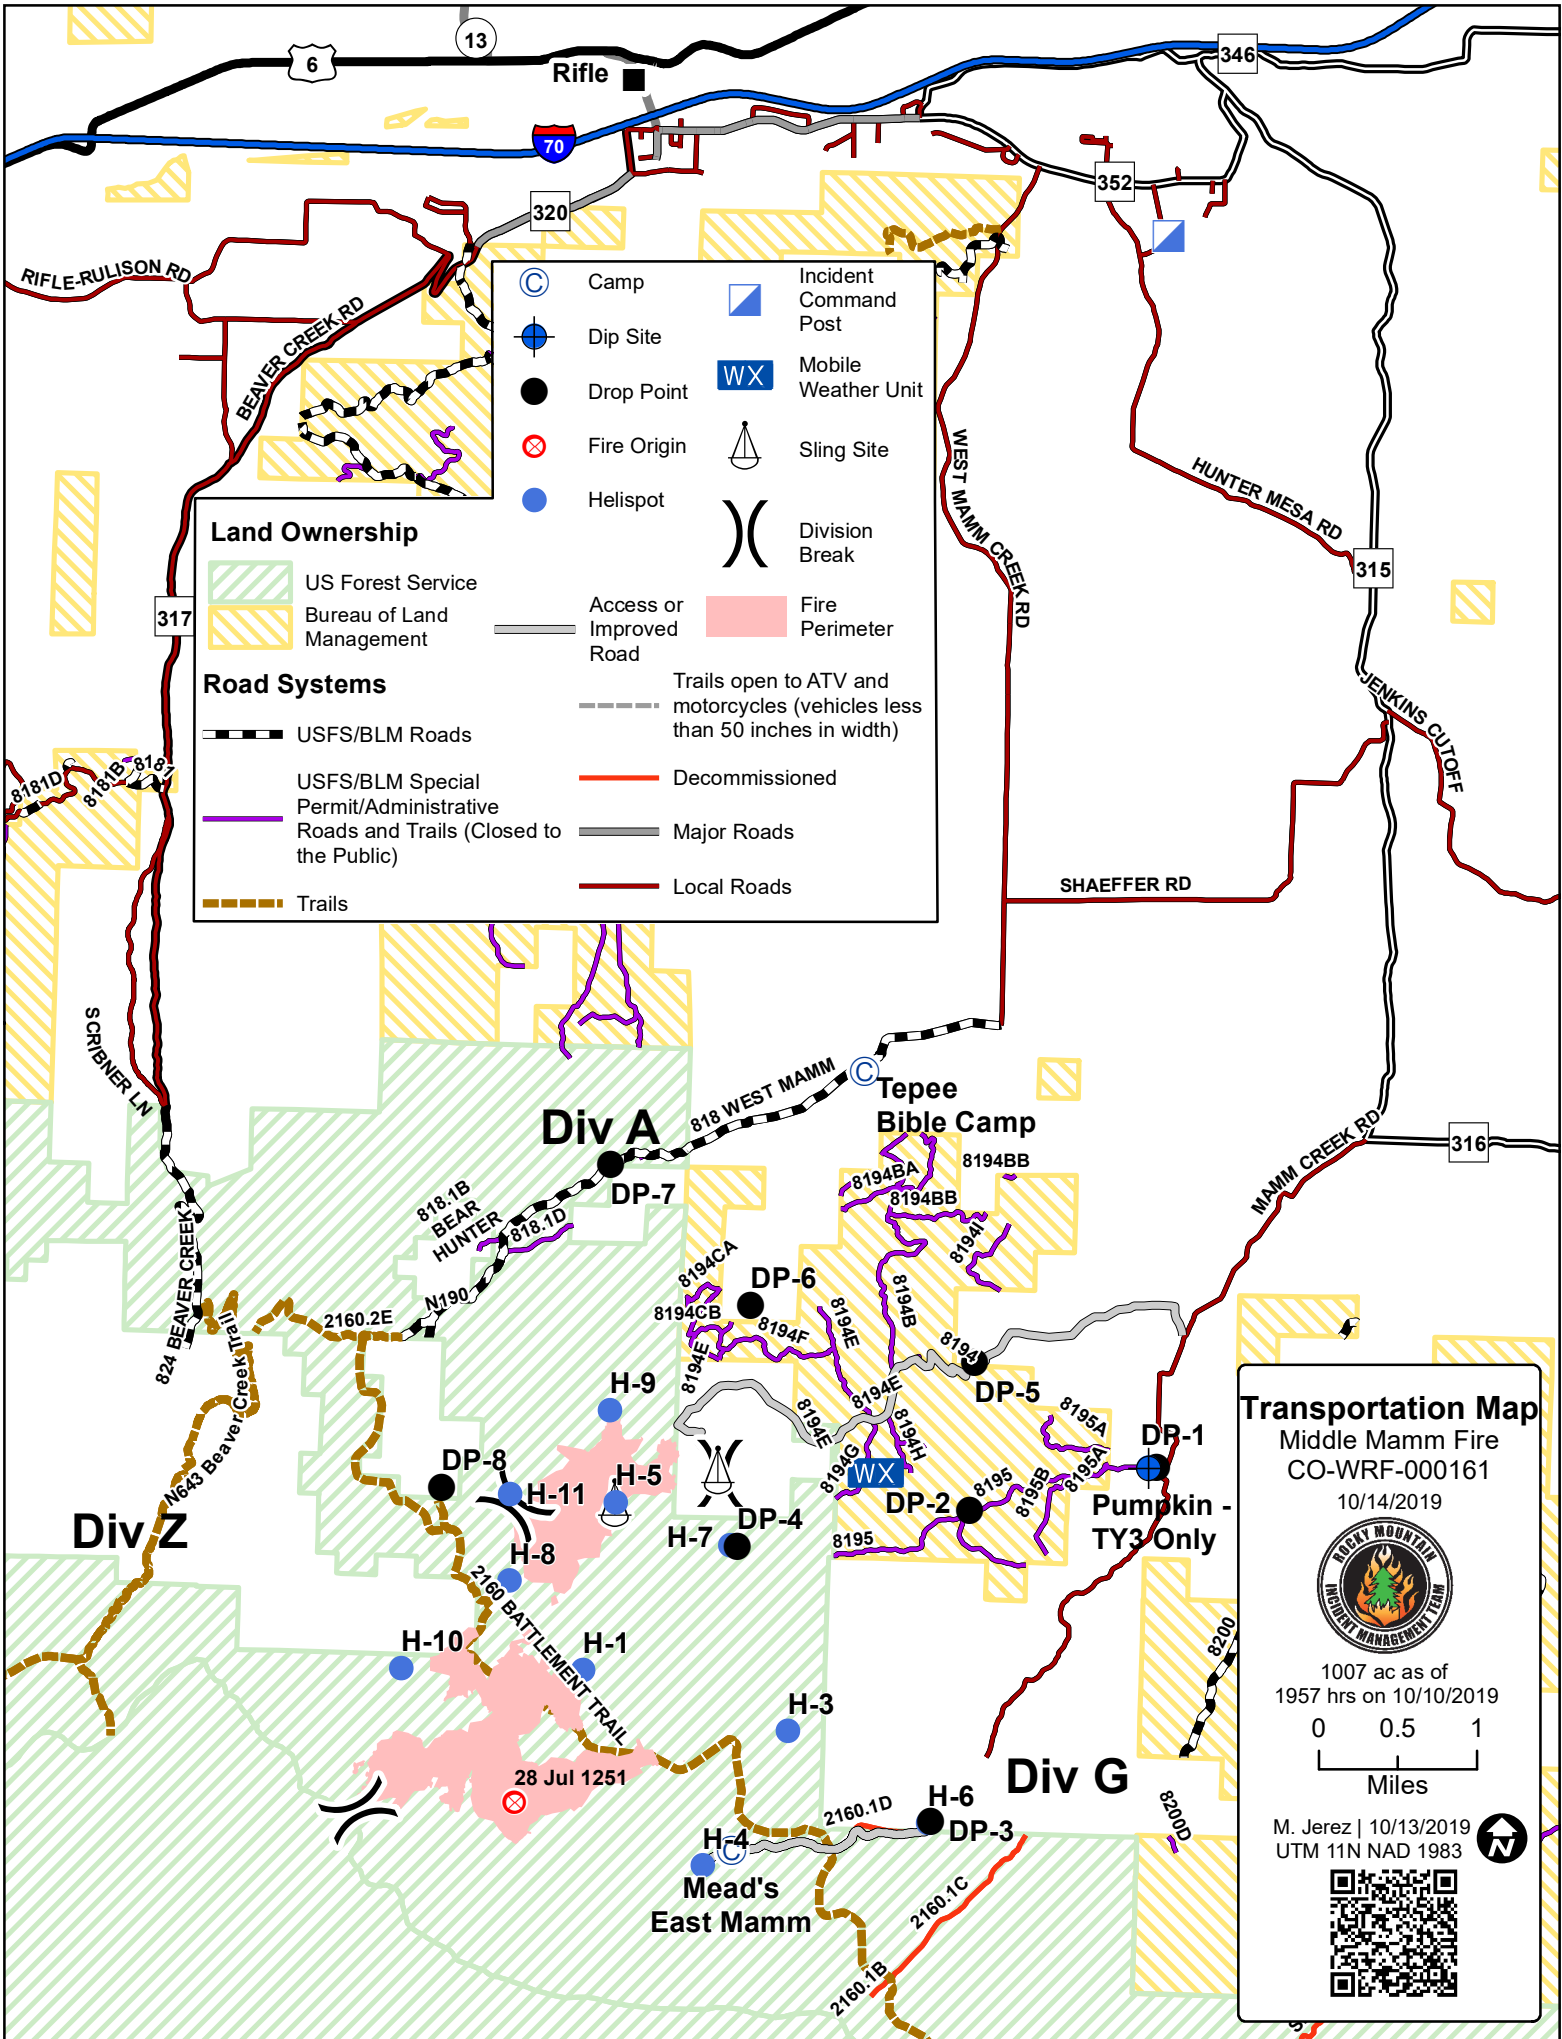 13
6
Rifle
346
70
352
320
RIFLE-RULISON RD
BEAVER CREEK RD
WEST MAMM CREEK RD
HUNTER MESA RD
315
317
JENKINS CUTOFF
SHAEFFER RD
8181D
8181B
8181
SCRIBNER LN
Camp
Dip Site
Drop Point
Fire Origin
Helispot
Incident
Command
Post
WX
Mobile
Weather Unit
Sling Site
Division
Break
Land Ownership
US Forest Service
Bureau of Land
Management
Access or
Improved
Road
Fire
Perimeter
Road Systems
USFS/BLM Roads
USFS/BLM Special
Permit/Administrative
Roads and Trails (Closed to
the Public)
Trails
Trails open to ATV and
motorcycles (vehicles less
than 50 inches in width)
Decommissioned
Major Roads
Local Roads
C
Tepee
Bible Camp
818 WEST MAMM
Div A
DP-7
818.1B
BEAR
HUNTER
818.1D
N190
2160.2E
824 BEAVER CREEK
N643 Beaver Creek Trail
316
MAMM CREEK RD
8194BA
8194BB
8194BB
8194I
8194B
8194CA
8194CB
8194E
8194F
8194E
DP-6
8194
DP-5
8194E
8194E
8194G
8194H
WX
8195A
8195A
8195B
8195
8195
DP-2
DP-1
Pumpkin -
TY3 Only
H-9
DP-8
H-11
H-5
H-7
DP-4
H-8
Div Z
2160 BATTLEMENT TRAIL
H-10
H-1
H-3
28 Jul 1251
Div G
2160.1D
H-6
DP-3
H-4
C
Mead's
East Mamm
2160.1C
2160.1B
8200
8200D
Transportation Map
Middle Mamm Fire
CO-WRF-000161
10/14/2019
ROCKY MOUNTAIN
INCIDENT MANAGEMENT TEAM
1007 ac as of
1957 hrs on 10/10/2019
0 0.5 1
Miles
M. Jerez | 10/13/2019
UTM 11N NAD 1983
N